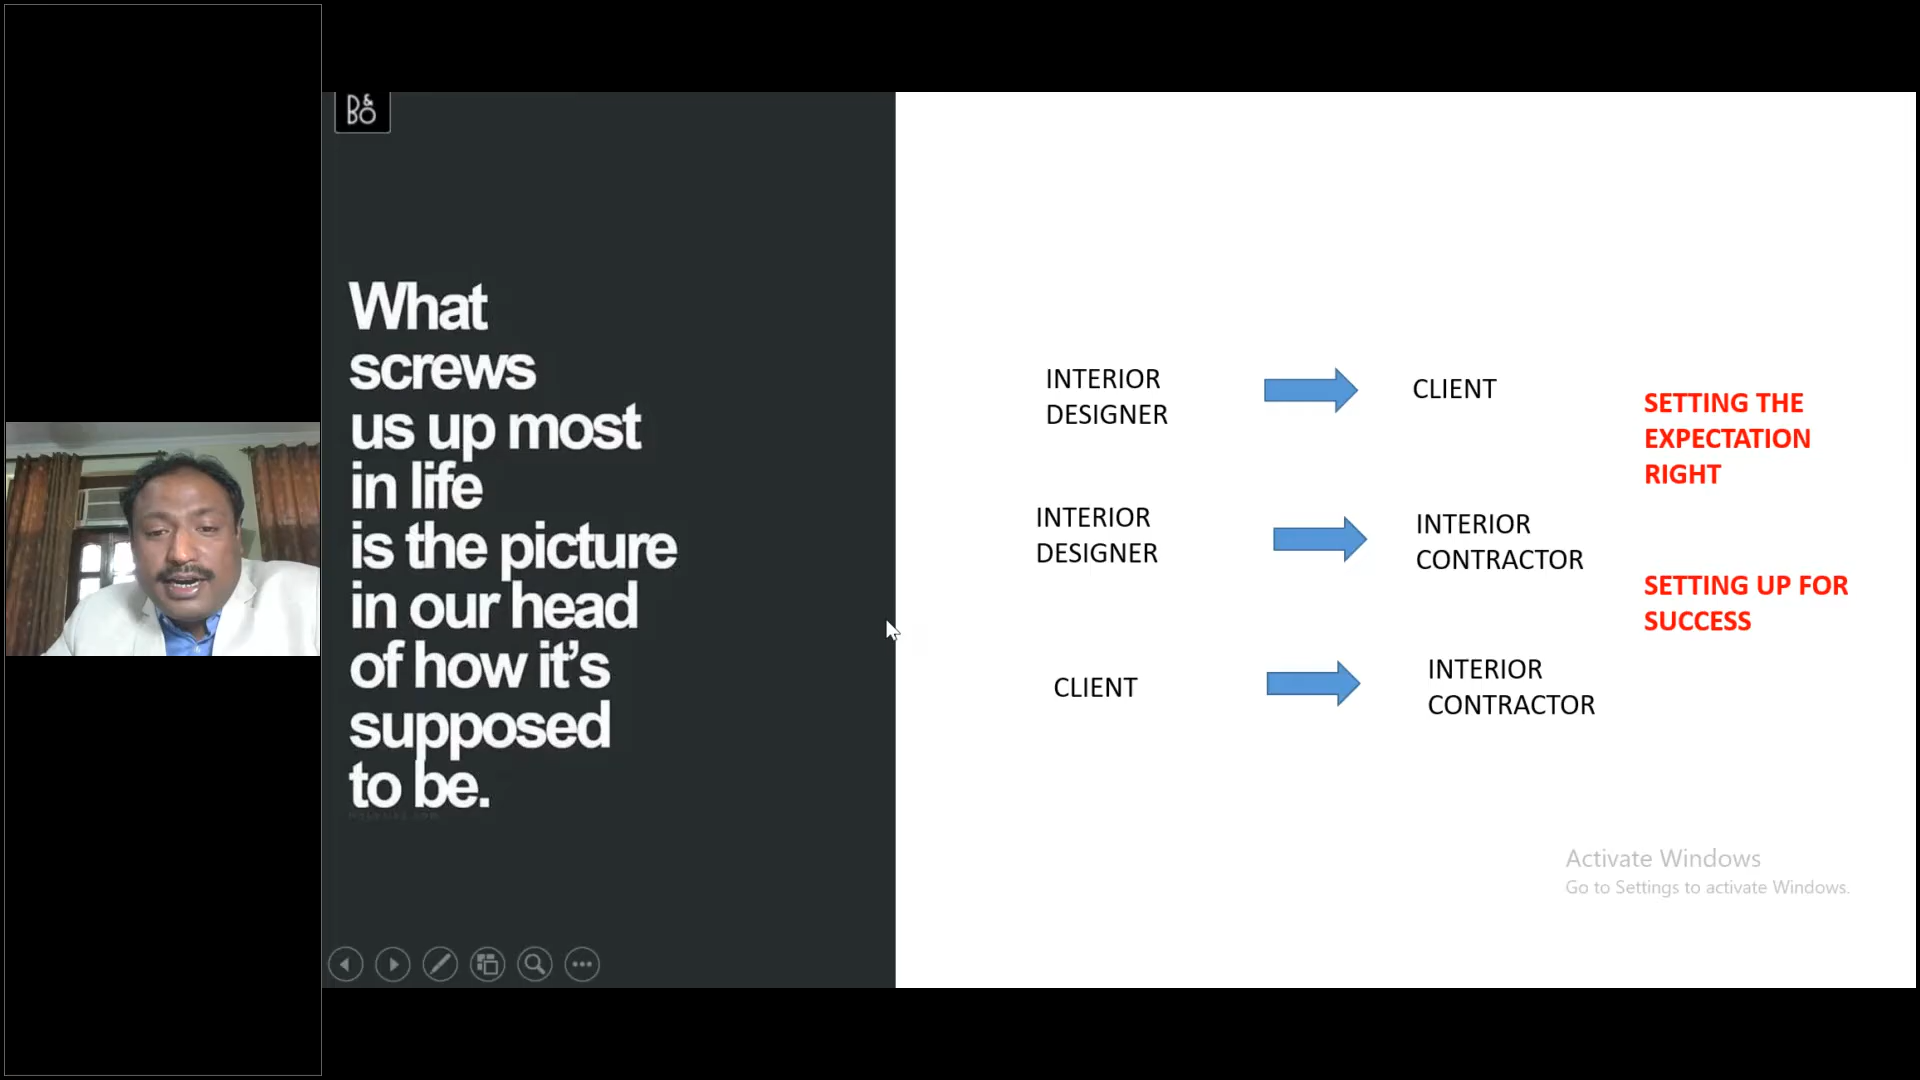 B&O
What
screws
us up most
in life
is the picture
in our head
of how it's
supposed
to be.
INTERIOR
DESIGNER
CLIENT
SETTING THE
EXPECTATION
RIGHT
INTERIOR
DESIGNER
INTERIOR
CONTRACTOR
SETTING UP FOR
SUCCESS
CLIENT
INTERIOR
CONTRACTOR
Activate Windows
Go to Settings to activate Windows.